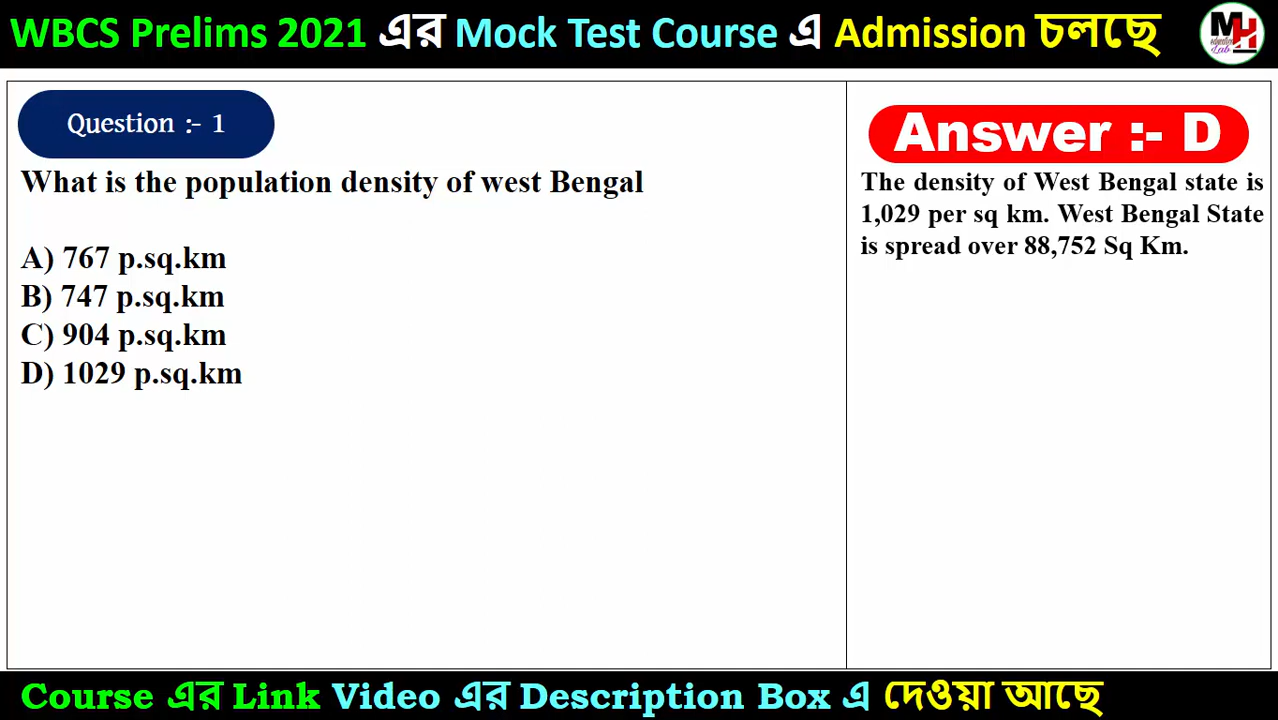 WBCS Prelims 2021 এর Mock Test Course এ Admission চলছে
MH
education
Lab
Question :- 1
What is the population density of west Bengal
A) 767 p.sq.km
B) 747 p.sq.km
C) 904 p.sq.km
D) 1029 p.sq.km
Answer :- D
The density of West Bengal state is
1,029 per sq km. West Bengal State
is spread over 88,752 Sq Km.
Course এর Link Video এর Description Box এ দেওয়া আছে